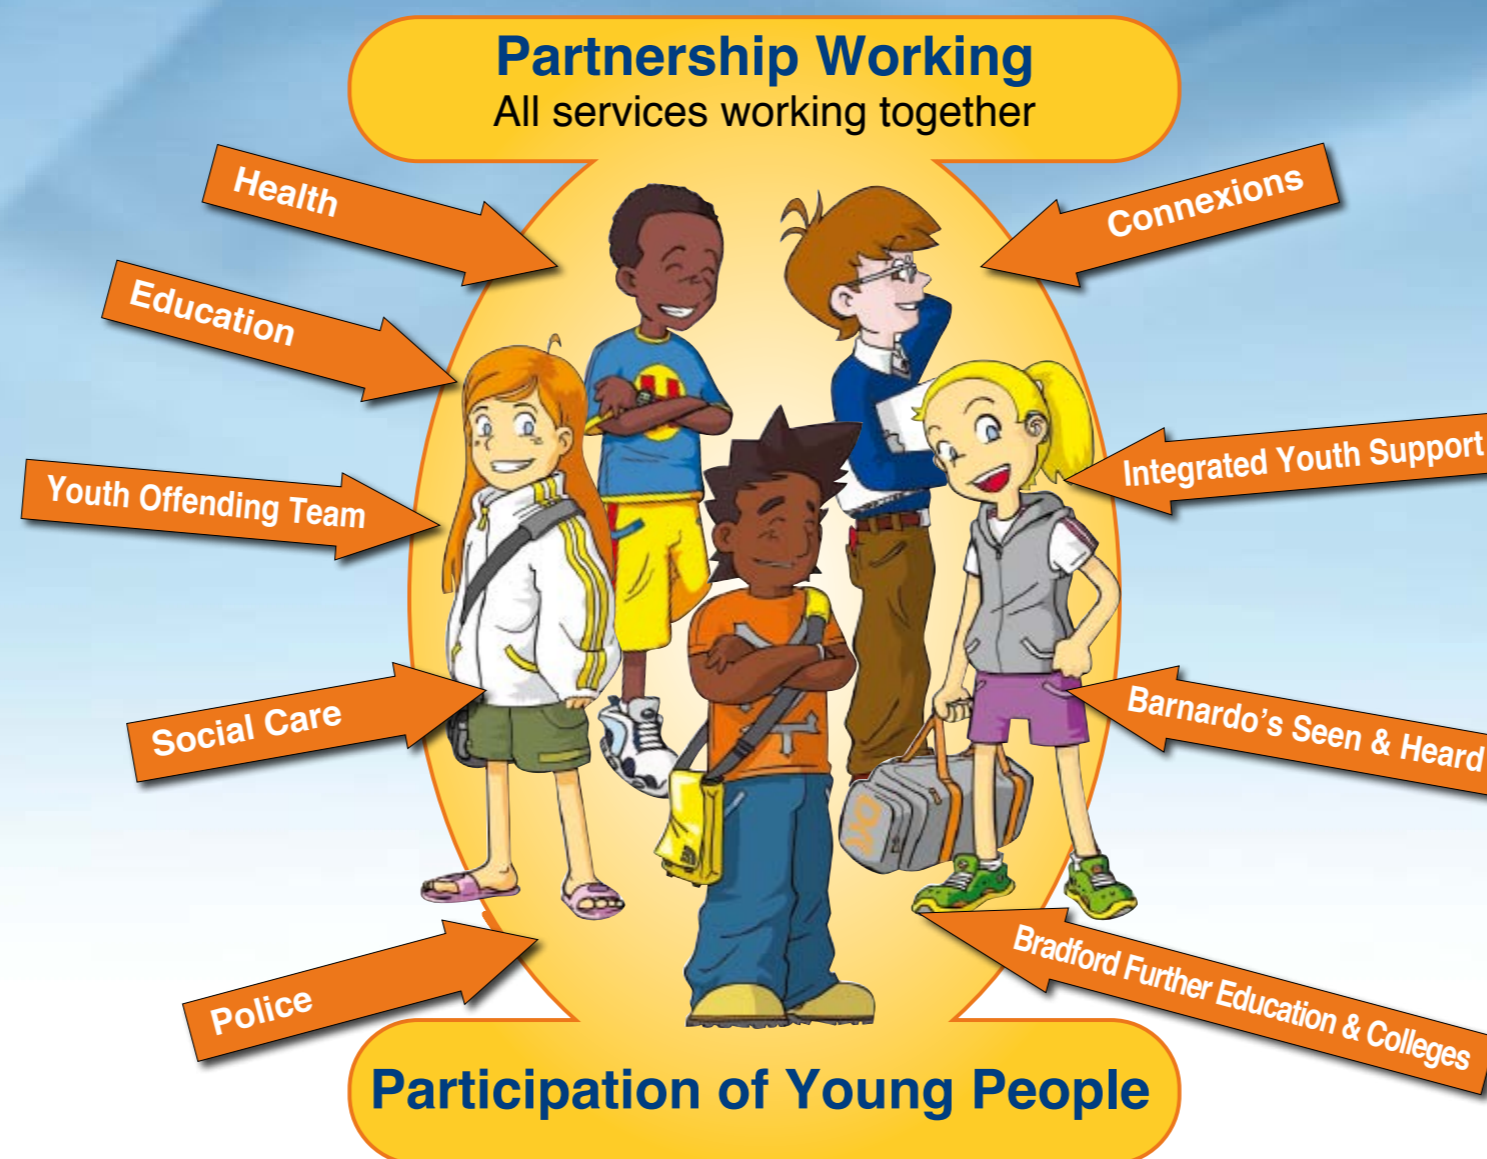 Partnership Working
All services working together
Health
Connexions
Education
Integrated Youth Support
Youth Offending Team
Social Care
Barnardo’s Seen & Heard
Police
Bradford Further Education & Colleges
Participation of Young People